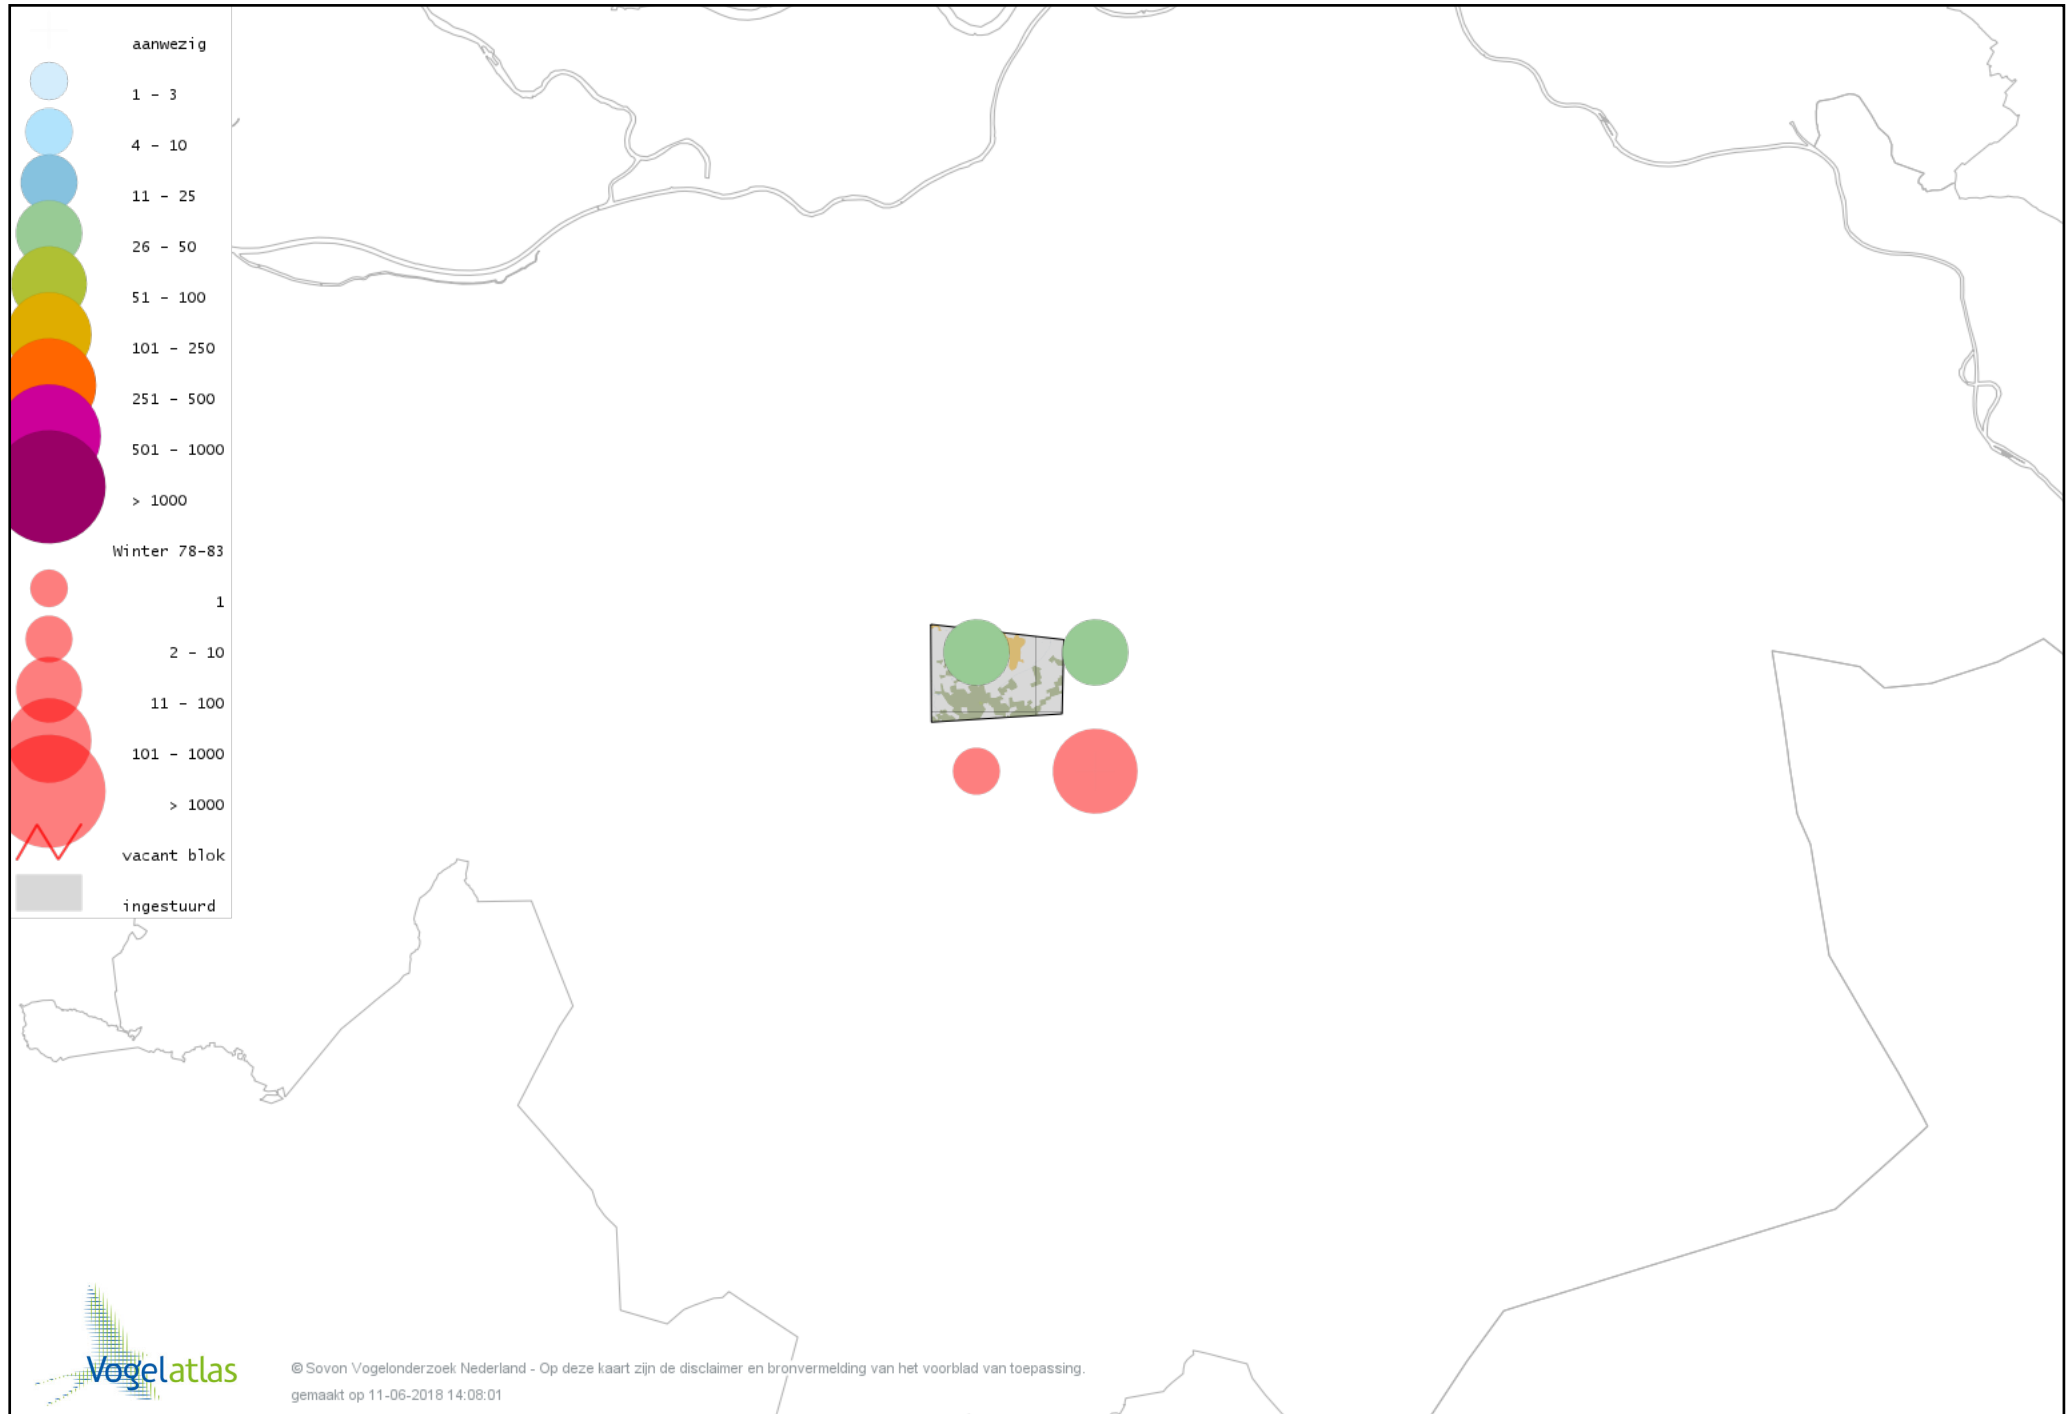 aanwezig
1 - 3
4 - 10
11 - 25
26 - 50
51 - 100
101 - 250
251 - 500
501 - 1000
> 1000
Winter 78-83
1
2 - 10
11 - 100
101 - 1000
> 1000
vacant blok
ingestuurd
Vogelatlas
© Sovon Vogelonderzoek Nederland - Op deze kaart zijn de disclaimer en bronvermelding van het voorblad van toepassing.
gemaakt op 11-06-2018 14:08:01